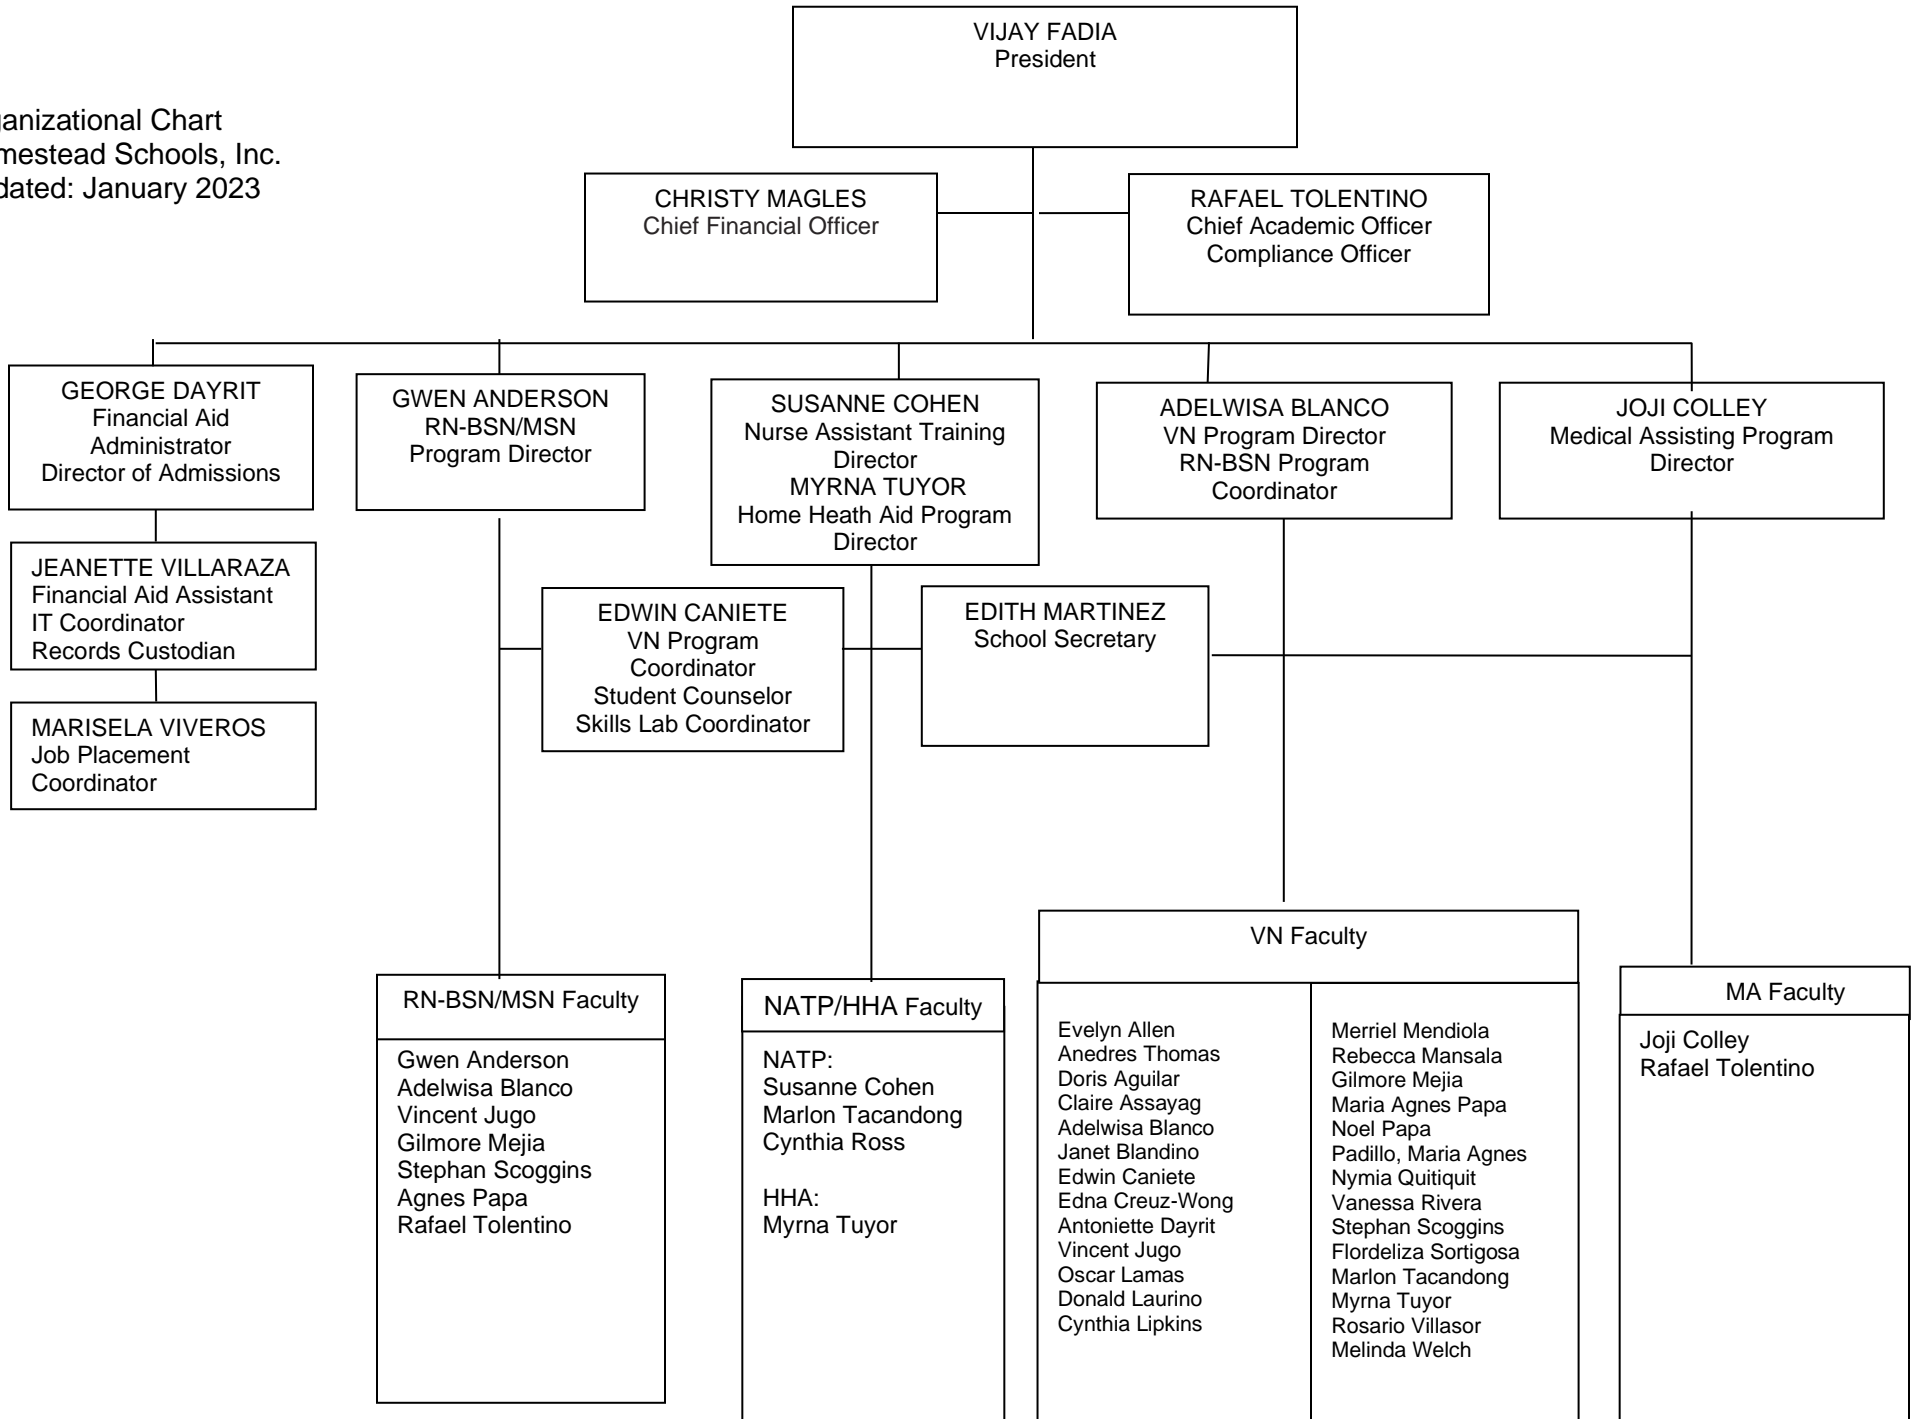 VIJAY FADIA
President
ganizational Chart
mestead Schools, Inc.
dated: January 2023
CHRISTY MAGLES
Chief Financial Officer
RAFAEL TOLENTINO
Chief Academic Officer
Compliance Officer
GEORGE DAYRIT
Financial Aid
Administrator
Director of Admissions
GWEN ANDERSON
RN-BSN/MSN
Program Director
SUSANNE COHEN
Nurse Assistant Training
Director
MYRNA TUYOR
Home Heath Aid Program
Director
ADELWISA BLANCO
VN Program Director
RN-BSN Program
Coordinator
JOJI COLLEY
Medical Assisting Program
Director
JEANETTE VILLARAZA
Financial Aid Assistant
IT Coordinator
Records Custodian
EDWIN CANIETE
VN Program
Coordinator
Student Counselor
Skills Lab Coordinator
EDITH MARTINEZ
School Secretary
MARISELA VIVEROS
Job Placement
Coordinator
RN-BSN/MSN Faculty
Gwen Anderson
Adelwisa Blanco
Vincent Jugo
Gilmore Mejia
Stephan Scoggins
Agnes Papa
Rafael Tolentino
NATP/HHA Faculty
NATP:
Susanne Cohen
Marlon Tacandong
Cynthia Ross
HHA:
Myrna Tuyor
VN Faculty
Evelyn Allen
Anedres Thomas
Doris Aguilar
Claire Assayag
Adelwisa Blanco
Janet Blandino
Edwin Caniete
Edna Creuz-Wong
Antoniette Dayrit
Vincent Jugo
Oscar Lamas
Donald Laurino
Cynthia Lipkins
Merriel Mendiola
Rebecca Mansala
Gilmore Mejia
Maria Agnes Papa
Noel Papa
Padillo, Maria Agnes
Nymia Quitiquit
Vanessa Rivera
Stephan Scoggins
Flordeliza Sortigosa
Marlon Tacandong
Myrna Tuyor
Rosario Villasor
Melinda Welch
MA Faculty
Joji Colley
Rafael Tolentino